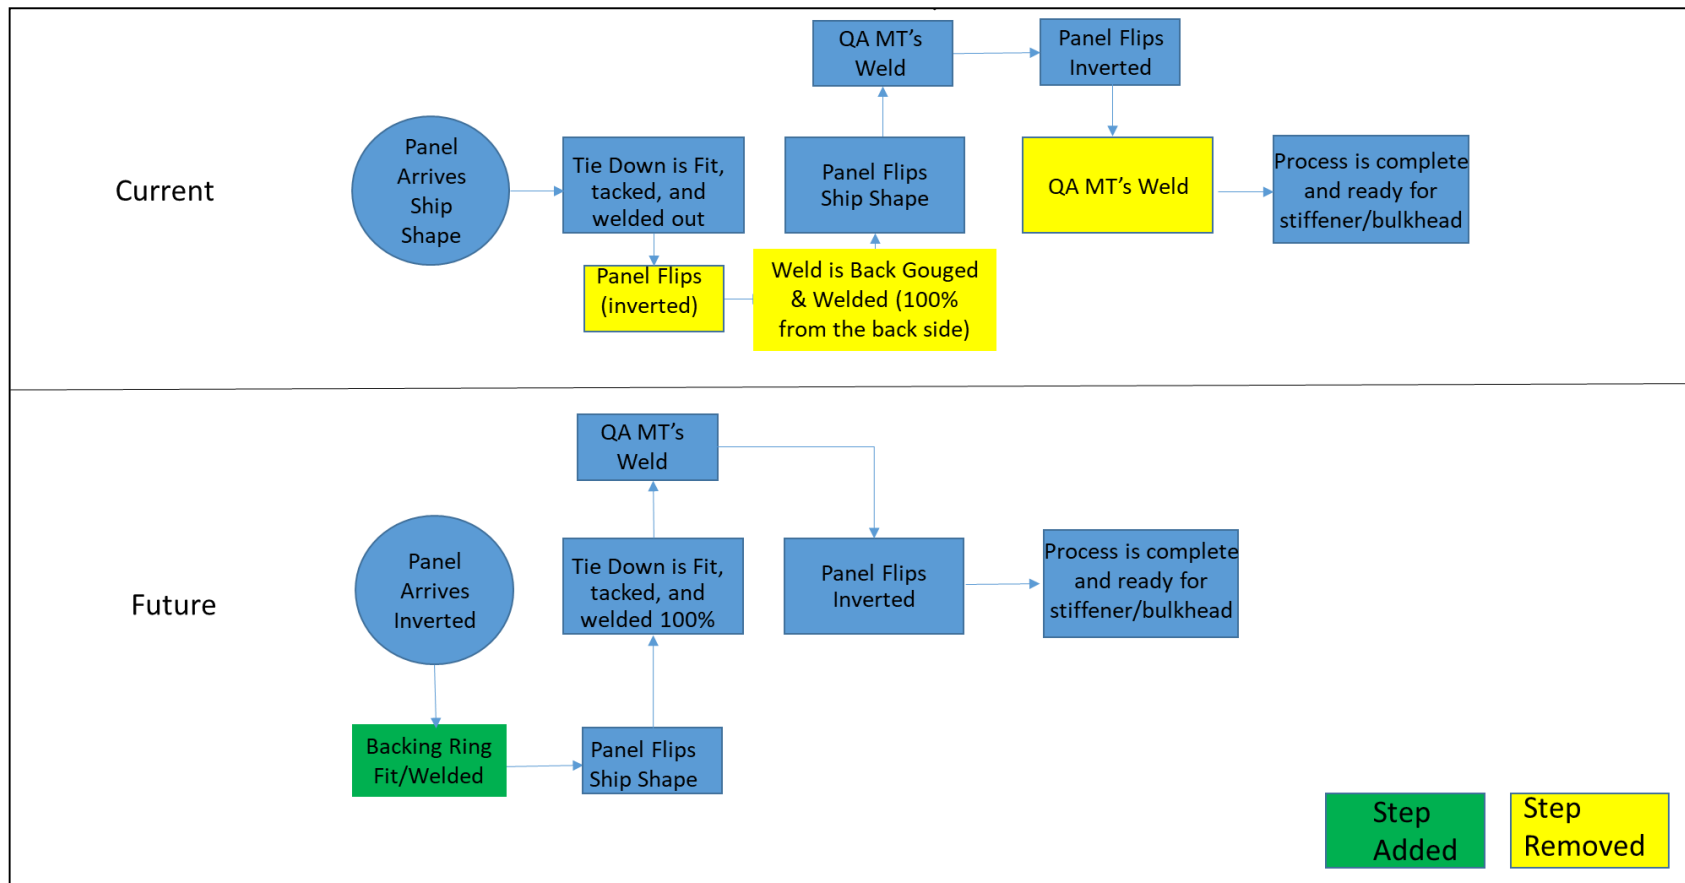 Current
Panel
Arrives
Ship
Shape
Tie Down is Fit,
tacked, and
welded out
Panel Flips
(inverted)
Weld is Back Gouged
& Welded (100%
from the back side)
Panel Flips
Ship Shape
QA MT’s
Weld
Panel Flips
Inverted
QA MT’s Weld
Process is complete
and ready for
stiffener/bulkhead
Future
Panel
Arrives
Inverted
Backing Ring
Fit/Welded
Panel Flips
Ship Shape
Tie Down is Fit,
tacked, and
welded 100%
QA MT’s
Weld
Panel Flips
Inverted
Process is complete
and ready for
stiffener/bulkhead
Step
Added
Step
Removed